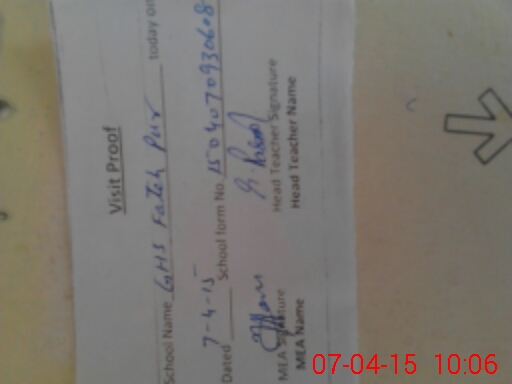 Visit Proof
School Name GHS Fateh Pur today on
Dated 7-4-15 School form No. 1504070930608
MEA Signature Head Teacher Signature
MEA Name Head Teacher Name
07-04-15 10:06